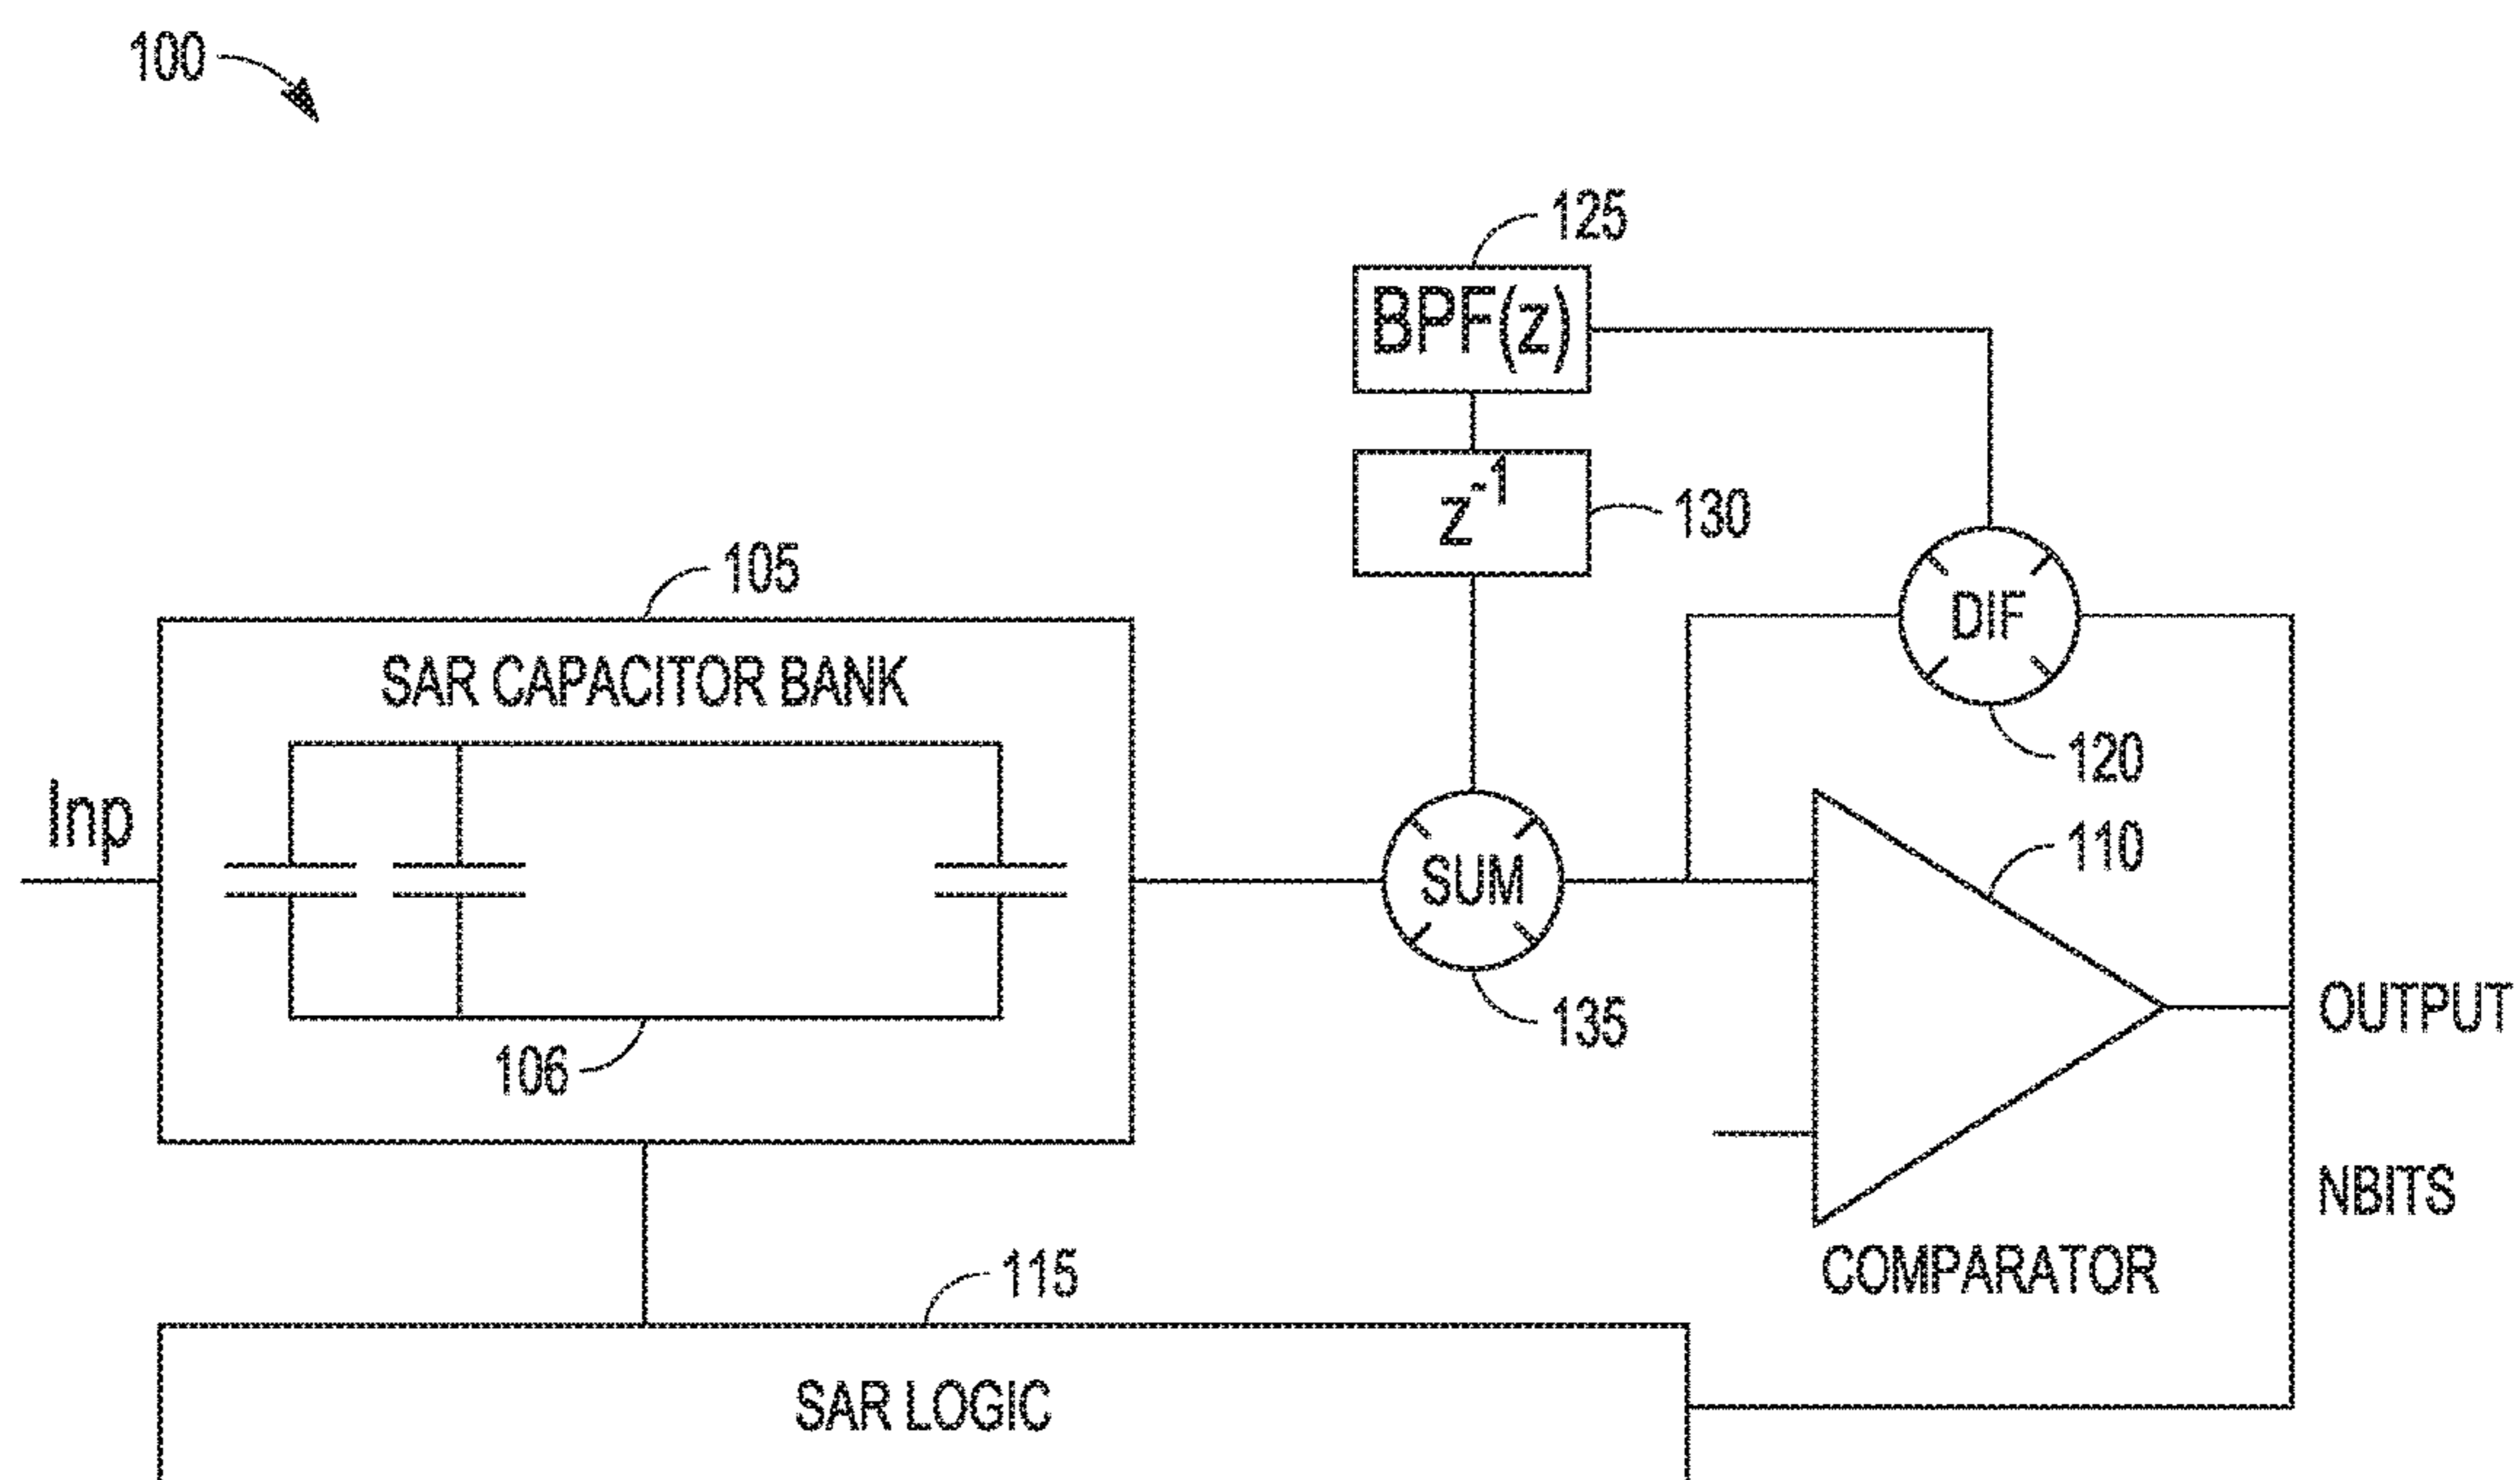 100
125
BPF(z)
z⁻¹
130
105
SAR CAPACITOR BANK
DIF
120
Inp
110
SUM
135
106
OUTPUT
NBITS
COMPARATOR
115
SAR LOGIC